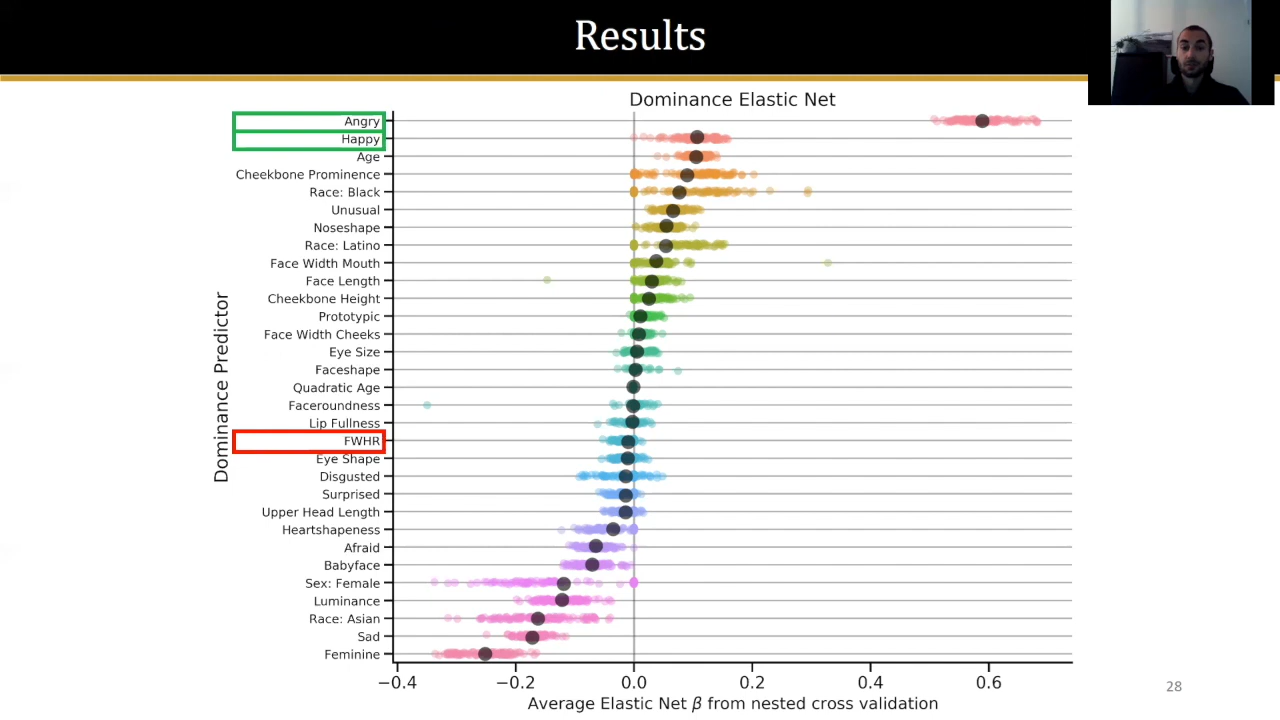 Results
Dominance Elastic Net
Dominance Predictor
Angry
Happy
Age
Cheekbone Prominence
Race: Black
Unusual
Noseshape
Race: Latino
Face Width Mouth
Face Length
Cheekbone Height
Prototypic
Face Width Cheeks
Eye Size
Faceshape
Quadratic Age
Faceroundness
Lip Fullness
FWHR
Eye Shape
Disgusted
Surprised
Upper Head Length
Heartshapeness
Afraid
Babyface
Sex: Female
Luminance
Race: Asian
Sad
Feminine
−0.4 −0.2 0.0 0.2 0.4 0.6
Average Elastic Net β from nested cross validation
28